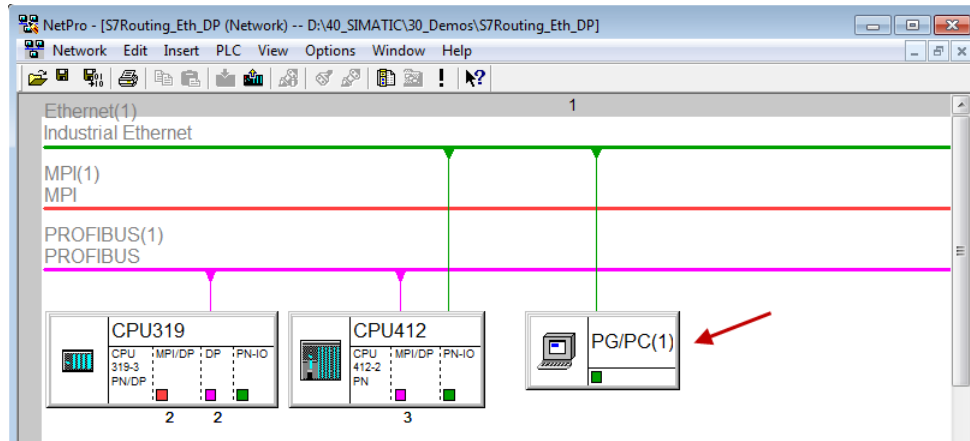 NetPro - [S7Routing_Eth_DP (Network) -- D:\40_SIMATIC\30_Demos\S7Routing_Eth_DP]
Network Edit Insert PLC View Options Window Help
1
Ethernet(1)
Industrial Ethernet
MPI(1)
MPI
PROFIBUS(1)
PROFIBUS
CPU319
CPU 319-3 PN/DP
MPI/DP
DP
PN-IO
2
2
CPU412
CPU 412-2 PN
MPI/DP
PN-IO
3
PG/PC(1)